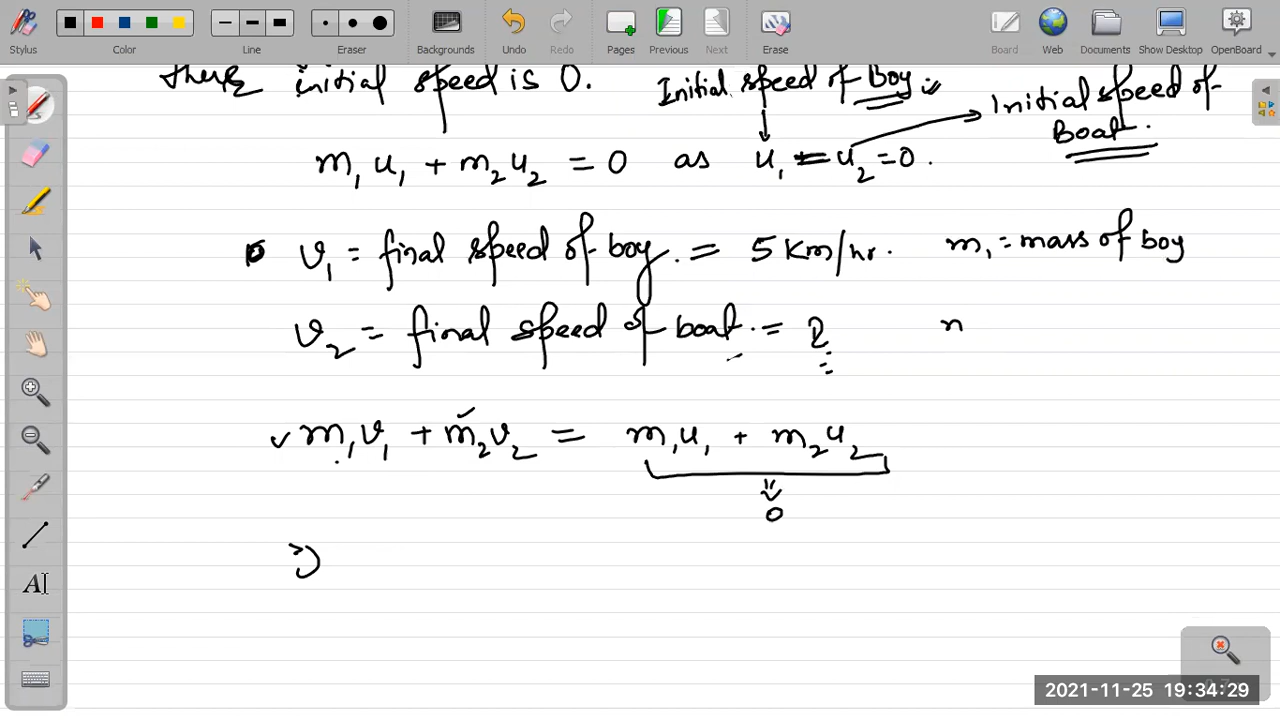 Stylus Color Line Eraser Backgrounds Undo Redo Pages Previous Next Erase Board Web Documents Show Desktop OpenBoard
there initial speed is 0. Initial speed of Boy
Initial speed of
Boat.
m₁u₁ + m₂u₂ = 0 as u₁ = u₂ = 0.
v₁ = final speed of boy. = 5 Km/hr. m₁ = mass of boy
v₂ = final speed of boat. = ? n
m₁v₁ + m₂v₂ = m₁u₁ + m₂u₂
0
2021-11-25 19:34:29